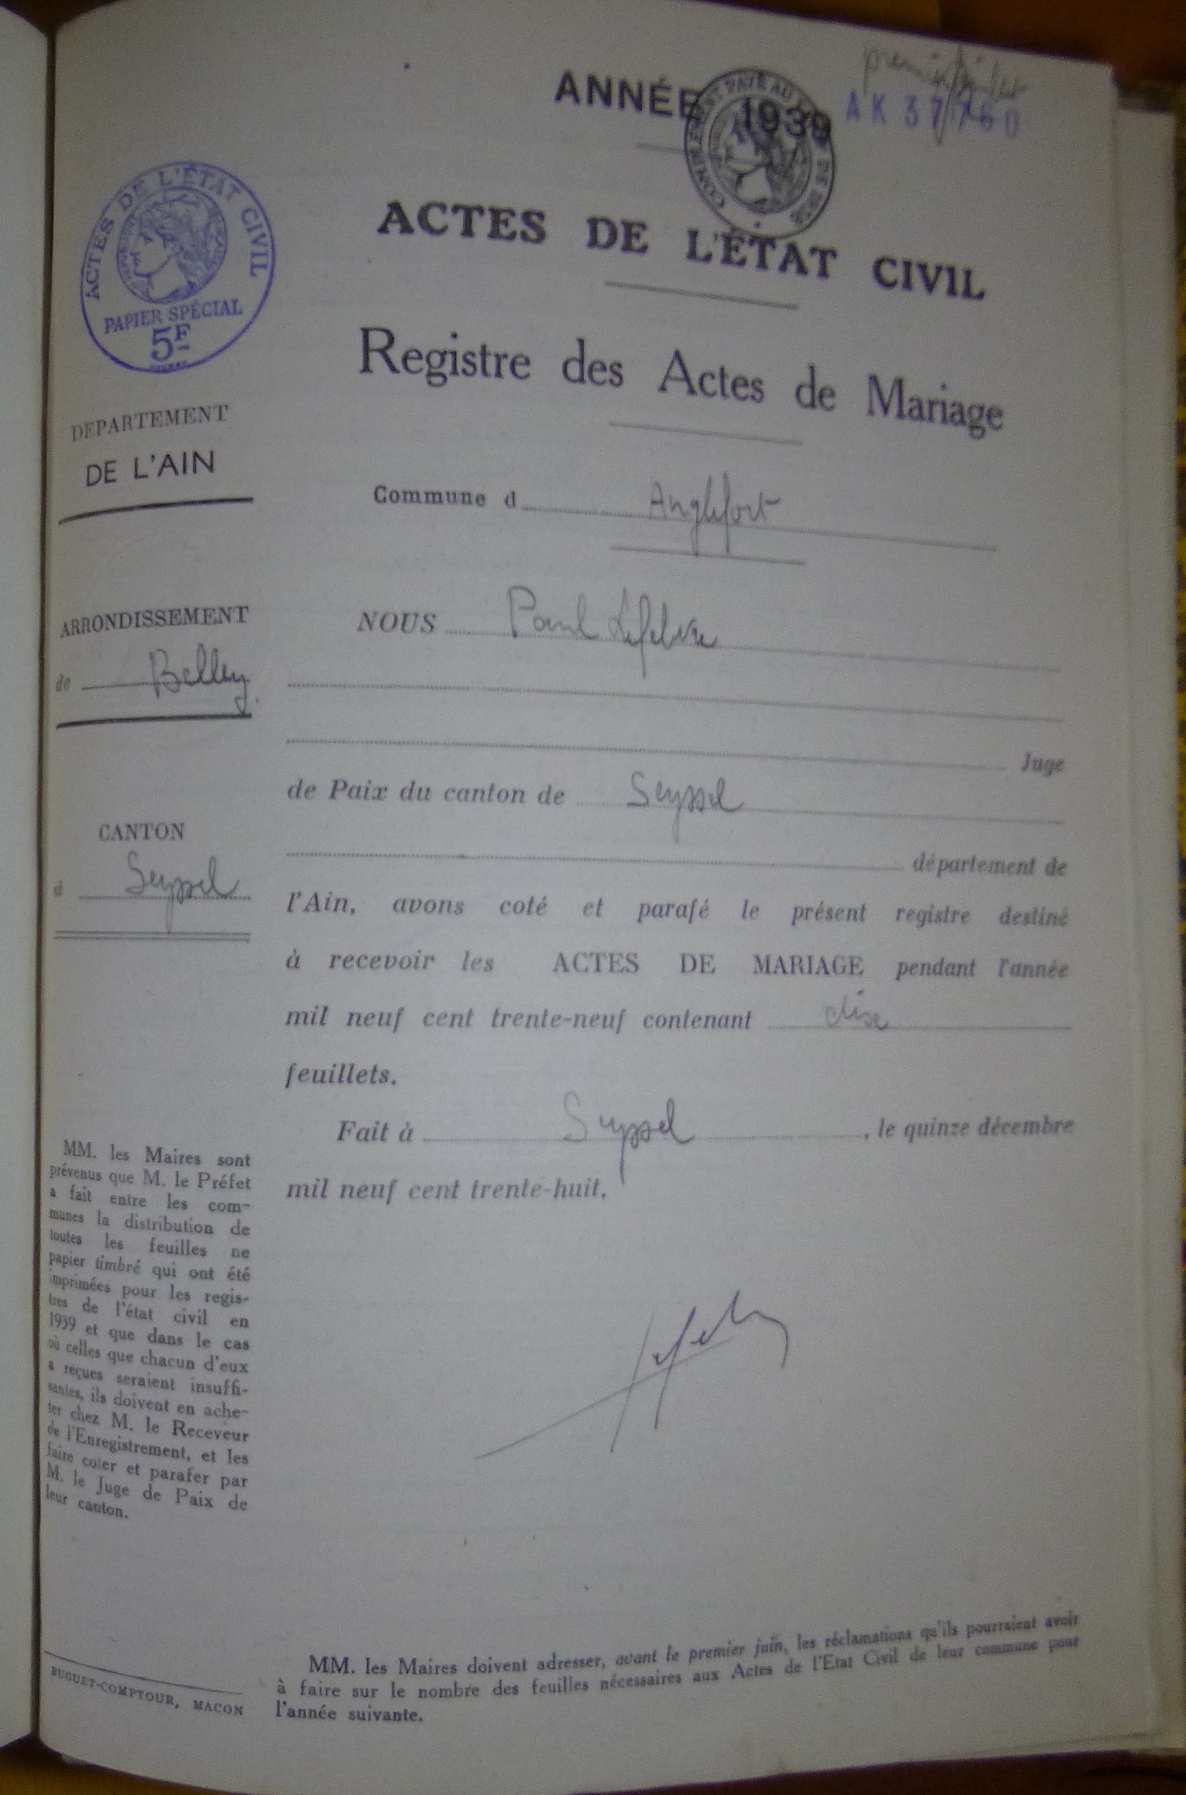 premier feuillet
ANNÉE 1939
AK 37760
COMPLEMENT PAYÉ AU
ACTES DE L'ÉTAT CIVIL
RÉPUBLIQUE FRANÇAISE
PAPIER SPÉCIAL
5F
ACTES DE L'ÉTAT CIVIL
Registre des Actes de Mariage
DEPARTEMENT
DE L'AIN
Commune d Anglefort
ARRONDISSEMENT
de Belley
NOUS Paul Lefebvre
Juge
de Paix du canton de Seyssel
CANTON
d Seyssel
département de
l'Ain, avons coté et parafé le présent registre destiné
à recevoir les ACTES DE MARIAGE pendant l'année
mil neuf cent trente-neuf contenant dix
feuillets.
Fait à Seyssel, le quinze décembre
mil neuf cent trente-huit.
MM. les Maires sont
prévenus que M. le Préfet
a fait entre les com-
munes la distribution de
toutes les feuilles ne
papier timbré qui ont été
imprimées pour les regis-
tres de l'état civil en
1939 et que dans le cas
où celles que chacun d'eux
a reçues seraient insuffi-
santes, ils doivent en ache-
ter chez M. le Receveur
de l'Enregistrement, et les
faire coter et parafer par
M. le Juge de Paix de
leur canton.
MM. les Maires doivent adresser, avant le premier juin, les réclamations qu'ils pourraient avoir
à faire sur le nombre des feuilles nécessaires aux Actes de l'Etat Civil de leur commune pour
l'année suivante.
BUGUET-COMPTOUR, MACON